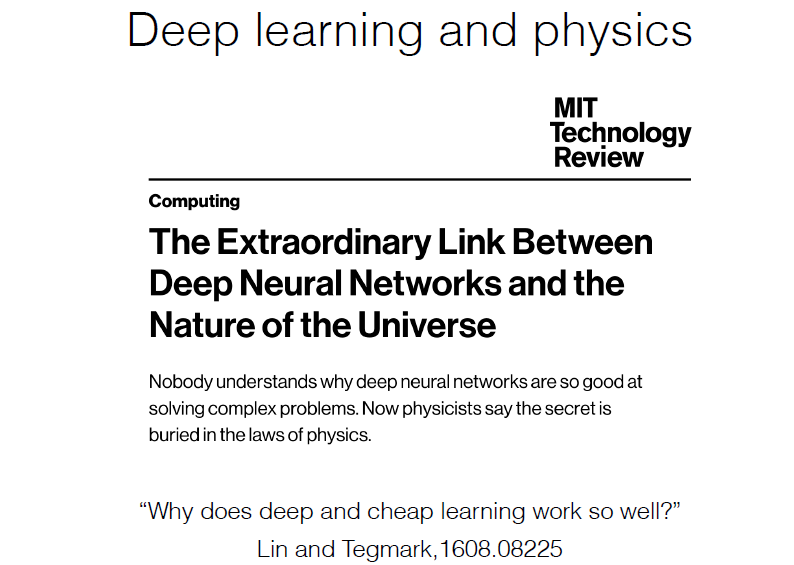 Deep learning and physics
MIT
Technology
Review
Computing
The Extraordinary Link Between
Deep Neural Networks and the
Nature of the Universe
Nobody understands why deep neural networks are so good at
solving complex problems. Now physicists say the secret is
buried in the laws of physics.
“Why does deep and cheap learning work so well?”
Lin and Tegmark,1608.08225